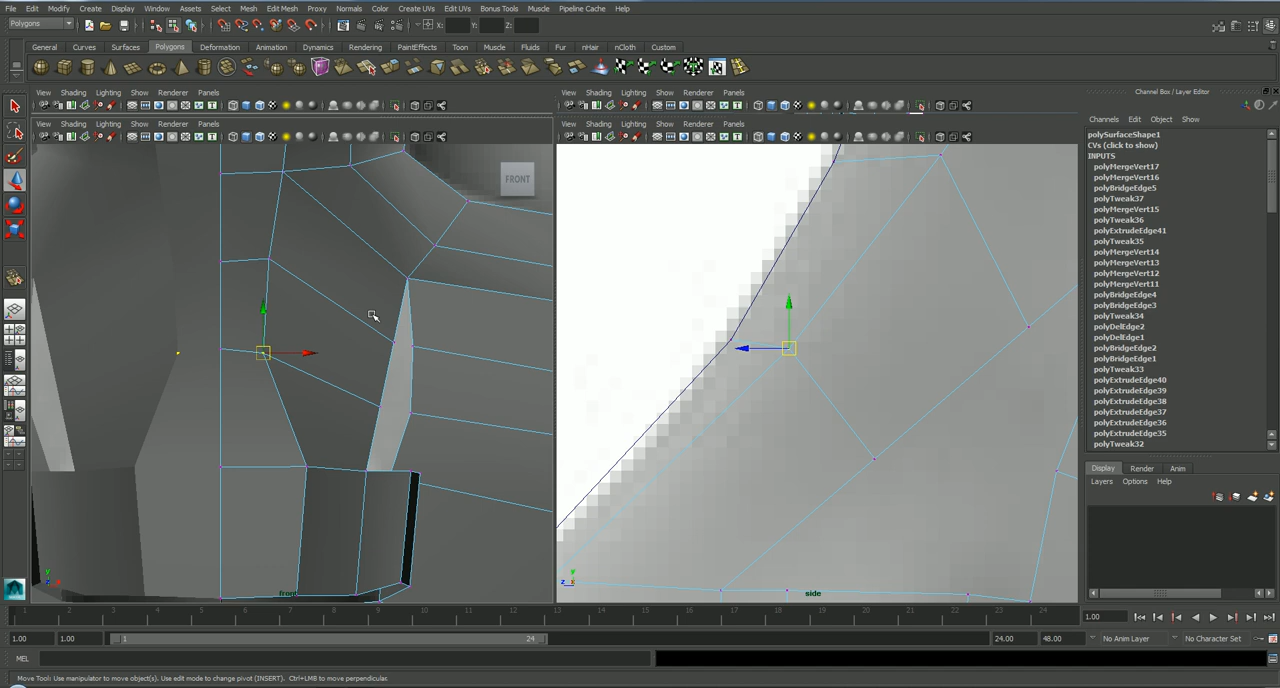 File Edit Modify Create Display Window Assets Select Mesh Edit Mesh Proxy Normals Color Create UVs Edit UVs Bonus Tools Muscle Pipeline Cache Help
Polygons X: Y: Z:
General Curves Surfaces Polygons Deformation Animation Dynamics Rendering PaintEffects Toon Muscle Fluids Fur nHair nCloth Custom
View Shading Lighting Show Renderer Panels
View Shading Lighting Show Renderer Panels
Channel Box / Layer Editor
View Shading Lighting Show Renderer Panels
View Shading Lighting Show Renderer Panels
Channels Edit Object Show
polySurfaceShape1
CVs (click to show)
INPUTS
polyMergeVert17
polyMergeVert16
polyBridgeEdge5
polyTweak37
polyMergeVert15
polyTweak36
polyExtrudeEdge41
polyTweak35
polyMergeVert14
polyMergeVert13
polyMergeVert12
polyMergeVert11
polyBridgeEdge4
polyBridgeEdge3
polyTweak34
polyDelEdge2
polyDelEdge1
polyBridgeEdge2
polyBridgeEdge1
polyTweak33
polyExtrudeEdge40
polyExtrudeEdge39
polyExtrudeEdge38
polyExtrudeEdge37
polyExtrudeEdge36
polyExtrudeEdge35
polyTweak32
FRONT
Display Render Anim
Layers Options Help
y
z x
front
y
z x
side
1 2 3 4 5 6 7 8 9 10 11 12 13 14 15 16 17 18 19 20 21 22 23 24
1.00
1.00 1.00 1 24 24.00 48.00 No Anim Layer No Character Set
MEL
Move Tool: Use manipulator to move object(s). Use edit mode to change pivot (INSERT). Ctrl+LMB to move perpendicular.